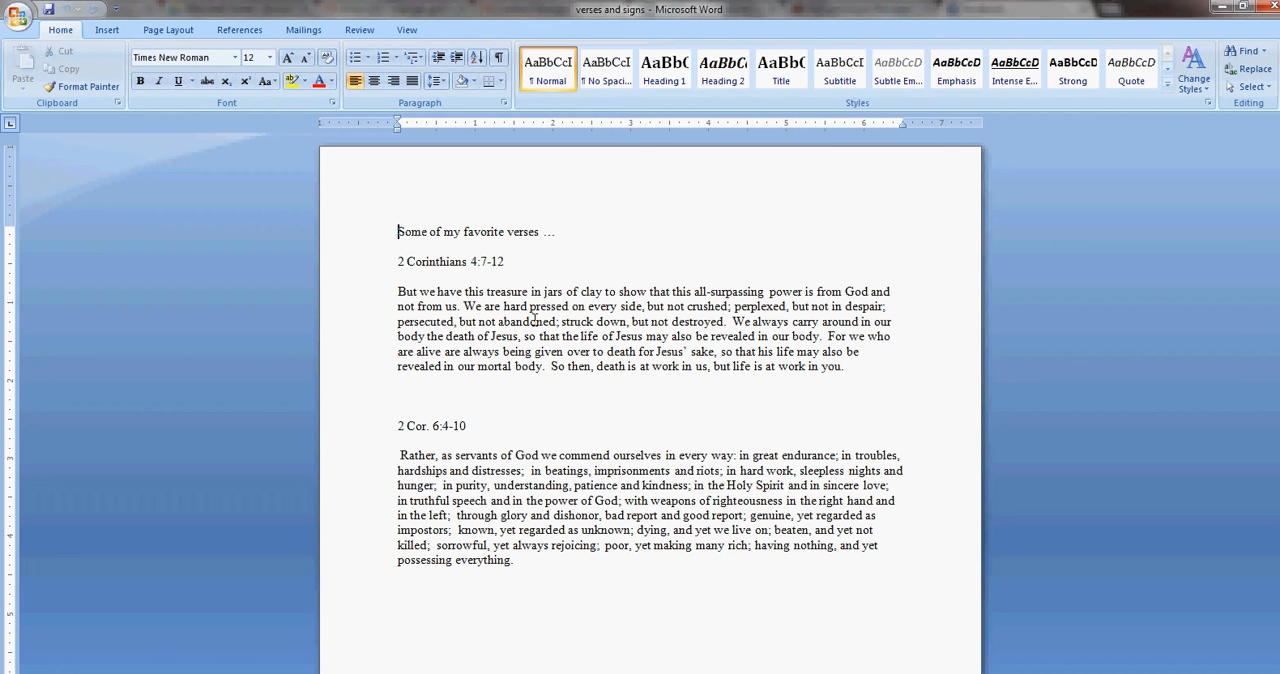 verses and signs - Microsoft Word
Home Insert Page Layout References Mailings Review View
Paste
Cut
Copy
Format Painter
Clipboard
Times New Roman 12
B I U abc x₂ x² Aa
Font
Paragraph
AaBbCcI AaBbCcI AaBbC AaBbC AaBbC AaBbCcI AaBbCcD AaBbCcD AaBbCcD AaBbCcD AaBbCcD
¶ Normal ¶ No Spaci... Heading 1 Heading 2 Title Subtitle Subtle Em... Emphasis Intense E... Strong Quote
Change Styles
Styles
Find
Replace
Select
Editing
1 1 2 3 4 5 6 7
Some of my favorite verses …
2 Corinthians 4:7-12
But we have this treasure in jars of clay to show that this all-surpassing power is from God and
not from us. We are hard pressed on every side, but not crushed; perplexed, but not in despair;
persecuted, but not abandoned; struck down, but not destroyed. We always carry around in our
body the death of Jesus, so that the life of Jesus may also be revealed in our body. For we who
are alive are always being given over to death for Jesus' sake, so that his life may also be
revealed in our mortal body. So then, death is at work in us, but life is at work in you.
2 Cor. 6:4-10
Rather, as servants of God we commend ourselves in every way: in great endurance; in troubles,
hardships and distresses; in beatings, imprisonments and riots; in hard work, sleepless nights and
hunger; in purity, understanding, patience and kindness; in the Holy Spirit and in sincere love;
in truthful speech and in the power of God; with weapons of righteousness in the right hand and
in the left; through glory and dishonor, bad report and good report; genuine, yet regarded as
impostors; known, yet regarded as unknown; dying, and yet we live on; beaten, and yet not
killed; sorrowful, yet always rejoicing; poor, yet making many rich; having nothing, and yet
possessing everything.